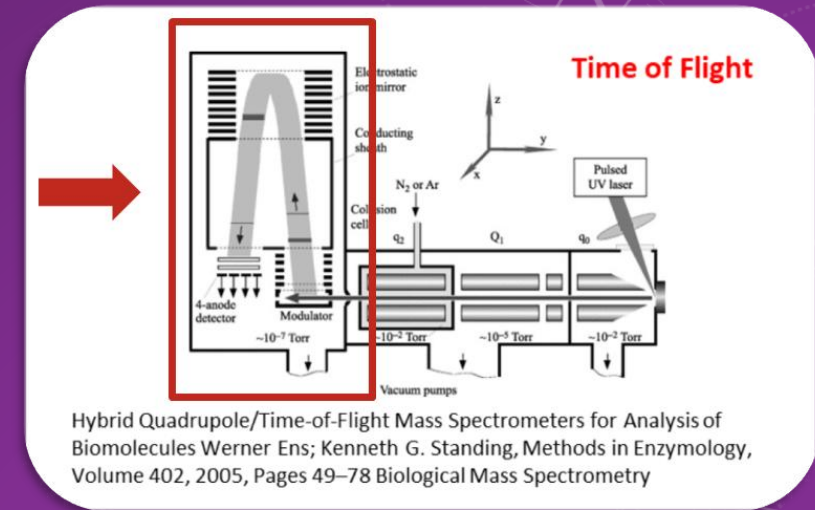 Time of Flight
Electrostatic
ion mirror
Conducting
sheath
z
y
x
Pulsed
UV laser
N₂ or Ar
Collision
cell
q₂
Q₁
q₀
4-anode
detector
Modulator
~10⁻⁷ Torr
~10⁻² Torr
~10⁻⁵ Torr
~10⁻² Torr
Vacuum pumps
Hybrid Quadrupole/Time-of-Flight Mass Spectrometers for Analysis of
Biomolecules Werner Ens; Kenneth G. Standing, Methods in Enzymology,
Volume 402, 2005, Pages 49–78 Biological Mass Spectrometry